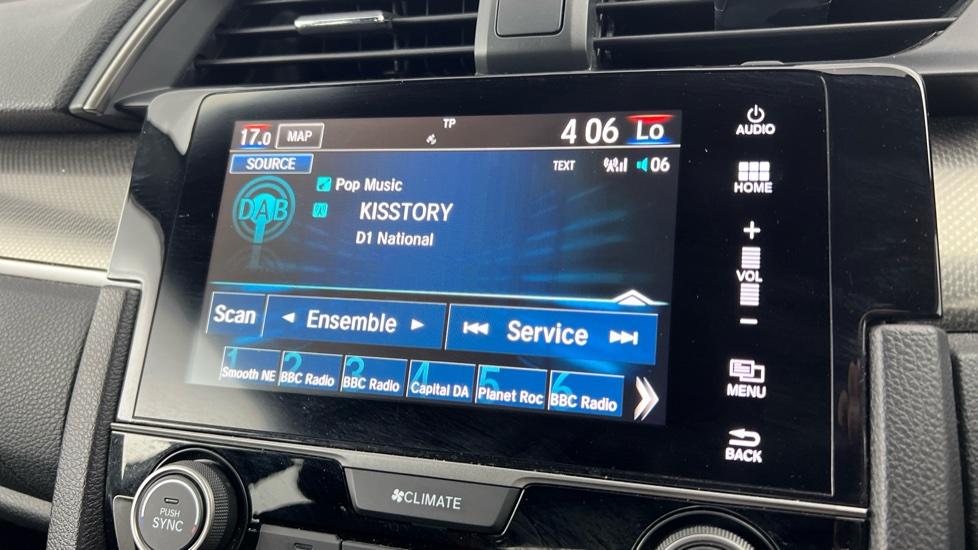 17.0 MAP TP 4 06 Lo
SOURCE TEXT 06
DAB Pop Music
KISSTORY
D1 National
Scan Ensemble Service
1 2 3 4 5 6
Smooth NE BBC Radio BBC Radio Capital DA Planet Roc BBC Radio
AUDIO
HOME
+
VOL
−
MENU
BACK
PUSH
SYNC
CLIMATE